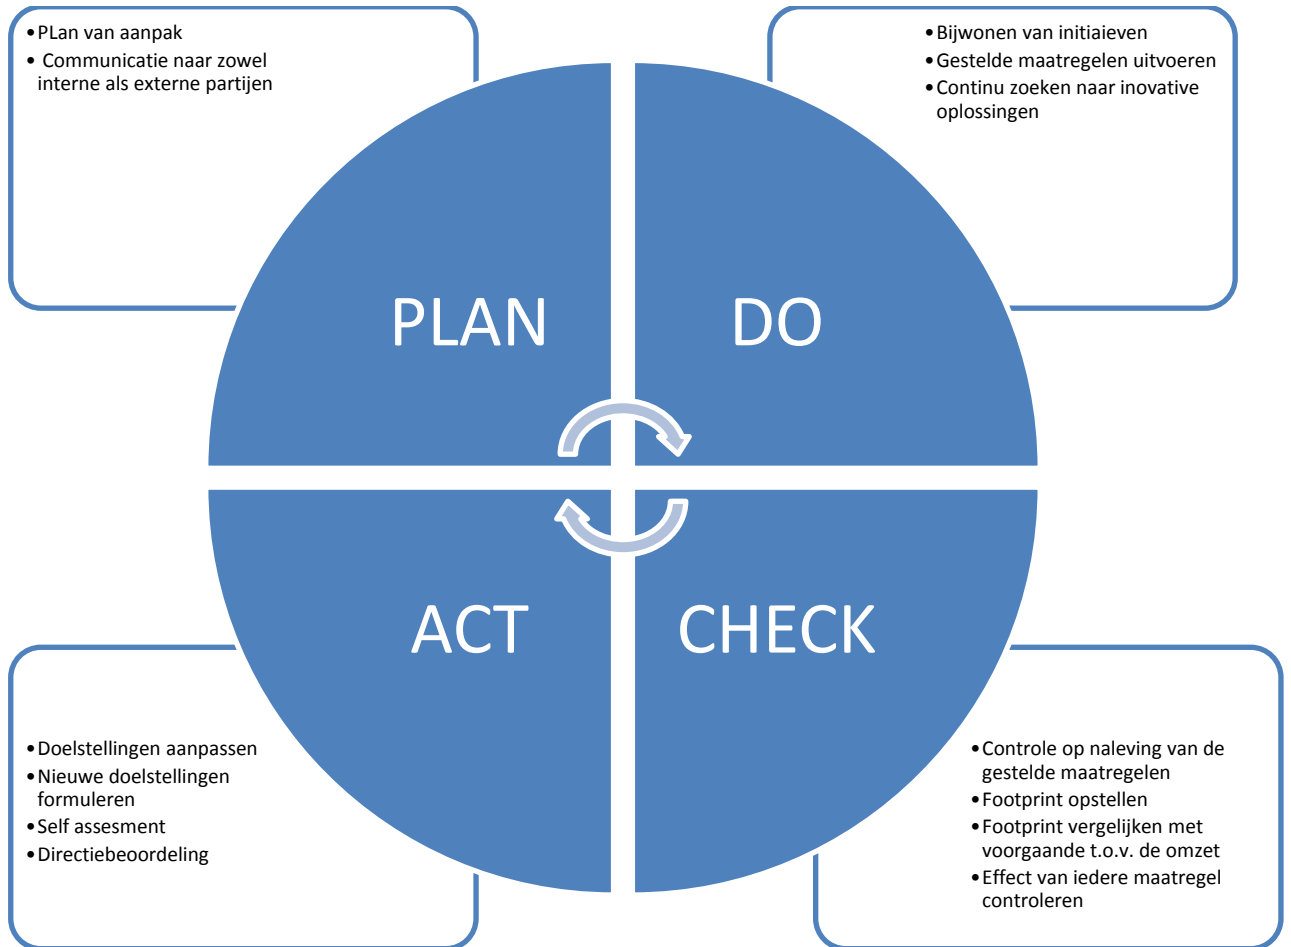 •PLan van aanpak
• Communicatie naar zowel
interne als externe partijen
•Bijwonen van initiaieven
•Gestelde maatregelen uitvoeren
•Continu zoeken naar inovative
oplossingen
PLAN
DO
ACT
CHECK
•Doelstellingen aanpassen
•Nieuwe doelstellingen
formuleren
•Self assesment
•Directiebeoordeling
•Controle op naleving van de
gestelde maatregelen
•Footprint opstellen
•Footprint vergelijken met
voorgaande t.o.v. de omzet
•Effect van iedere maatregel
controleren